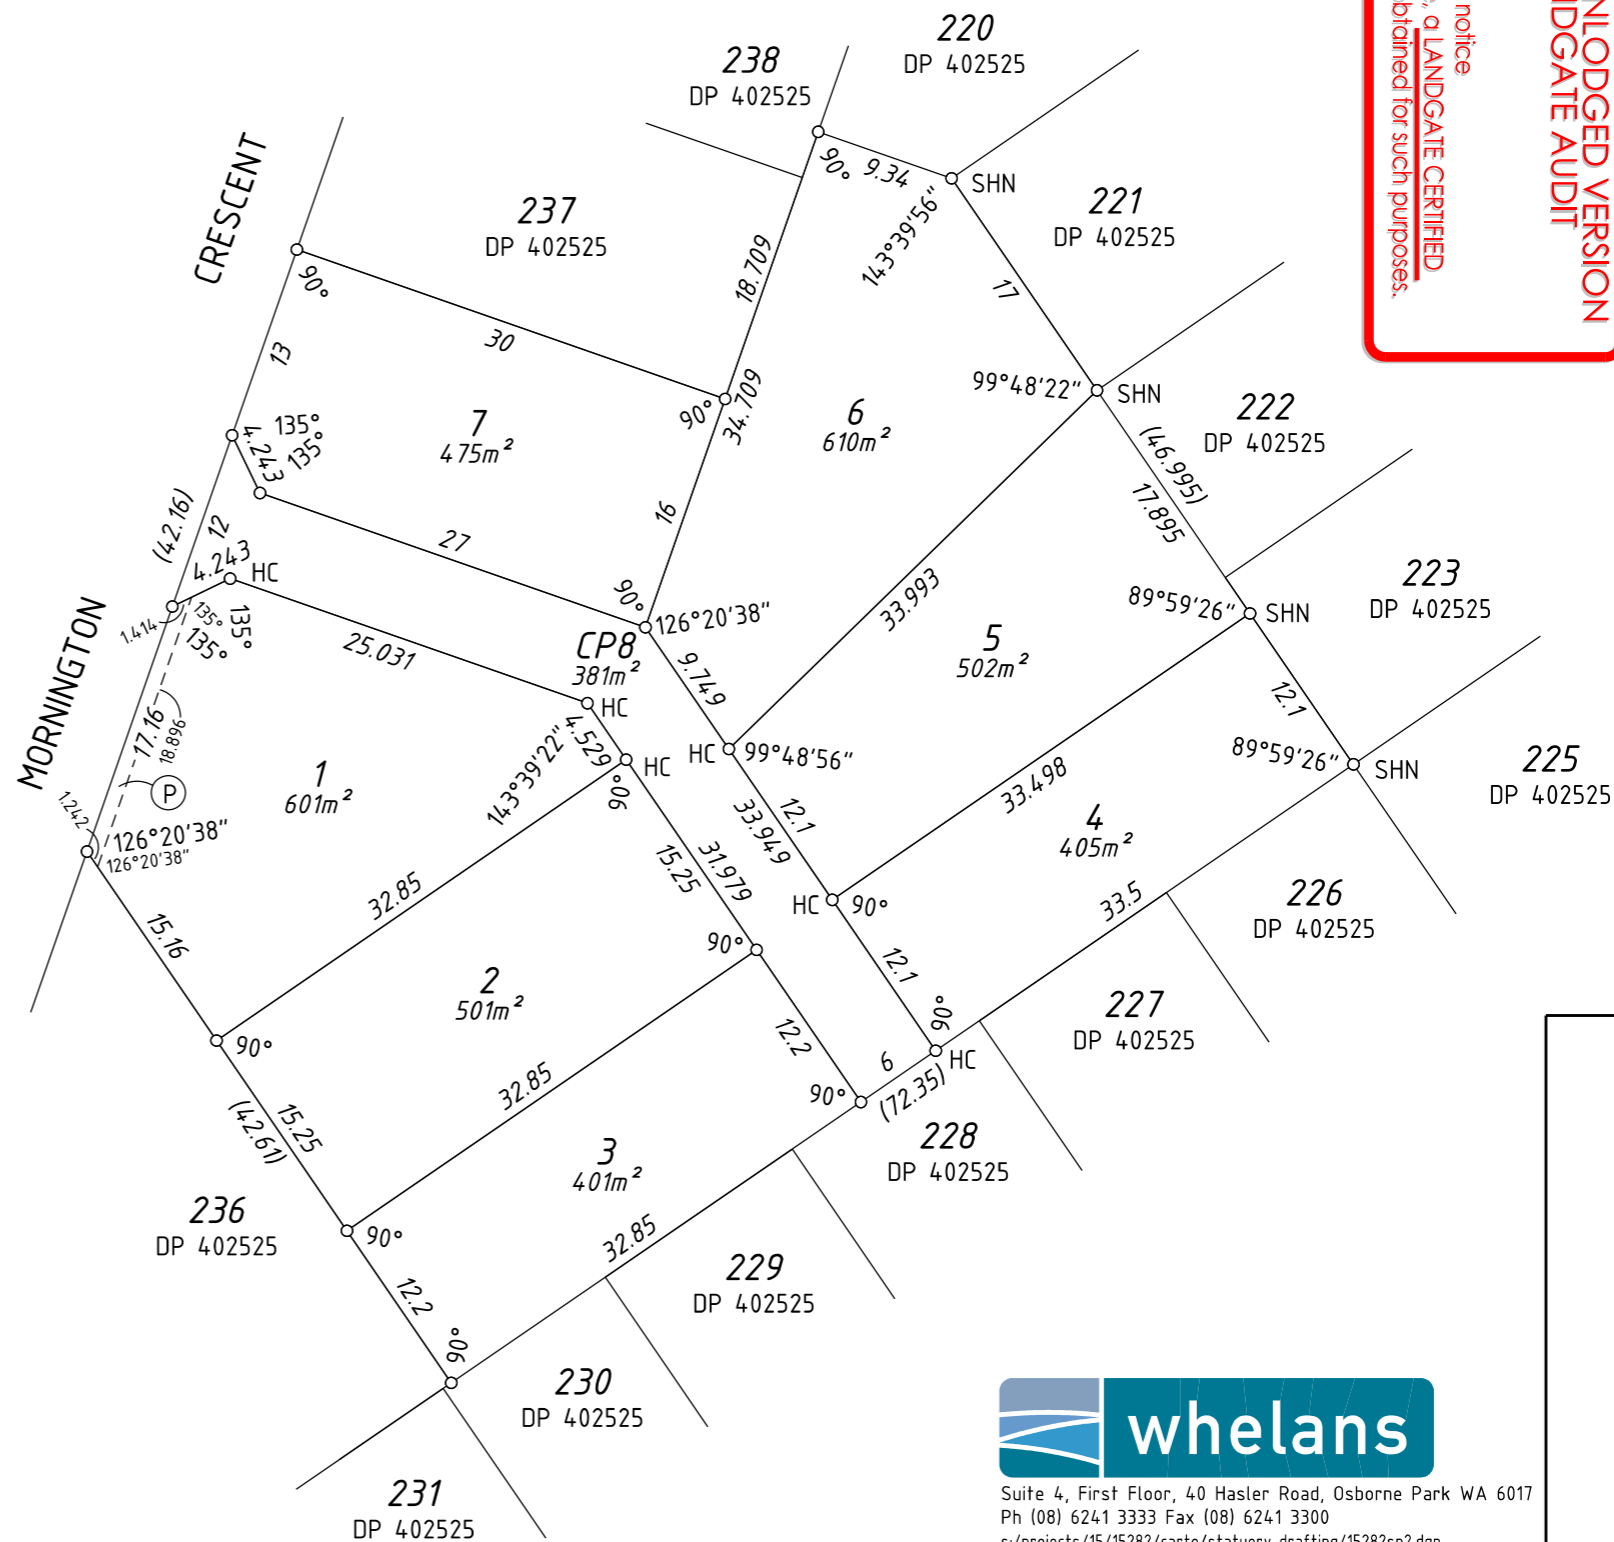 220
DP 402525
238
DP 402525
NLODGED VERSION
NDGATE AUDIT
notice
, a LANDGATE CERTIFIED
btained for such purposes.
CRESCENT
237
DP 402525
90°
9.34
SHN
143°39'56"
221
DP 402525
18.709
17
90°
30
13
90°
34.709
7
475m²
6
610m²
99°48'22"
SHN
222
DP 402525
(46.995)
17.895
135°
4.243
135°
(42.16)
12
27
16
4.243
HC
90°
126°20'38"
33.993
89°59'26"
SHN
223
DP 402525
MORNINGTON
1.414
135°
135°
135°
25.031
CP8
381m²
9.749
5
502m²
12.1
HC
4.529
143°39'22"
90°
HC
HC
99°48'56"
89°59'26"
SHN
225
DP 402525
17.16
18.896
P
1
601m²
1.242
126°20'38"
126°20'38"
12.1
33.949
33.498
4
405m²
15.25
31.979
32.85
HC
90°
33.5
226
DP 402525
15.16
90°
2
501m²
90°
12.1
90°
227
DP 402525
12.2
6
HC
(72.35)
90°
15.25
(42.61)
32.85
228
DP 402525
3
401m²
236
DP 402525
90°
32.85
229
DP 402525
12.2
90°
230
DP 402525
231
DP 402525
whelans
Suite 4, First Floor, 40 Hasler Road, Osborne Park WA 6017
Ph (08) 6241 3333 Fax (08) 6241 3300